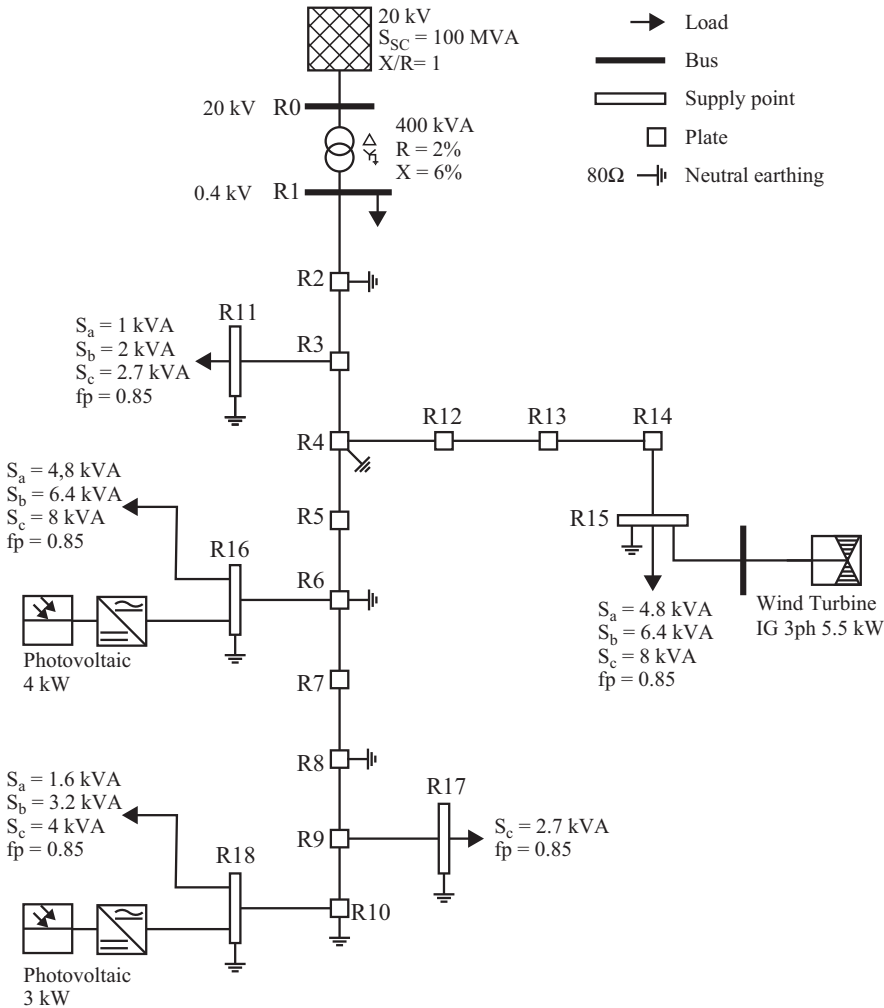 20 kV
S_SC = 100 MVA
X/R= 1
20 kV
R0
400 kVA
R = 2%
X = 6%
0.4 kV
R1
Load
Bus
Supply point
Plate
80Ω
Neutral earthing
R2
R11
R3
S_a = 1 kVA
S_b = 2 kVA
S_c = 2.7 kVA
fp = 0.85
R4
R12
R13
R14
S_a = 4,8 kVA
S_b = 6.4 kVA
S_c = 8 kVA
fp = 0.85
R5
R15
R16
R6
S_a = 4.8 kVA
S_b = 6.4 kVA
S_c = 8 kVA
fp = 0.85
Wind Turbine
IG 3ph 5.5 kW
Photovoltaic
4 kW
R7
R8
S_a = 1.6 kVA
S_b = 3.2 kVA
S_c = 4 kVA
fp = 0.85
R17
R9
S_c = 2.7 kVA
fp = 0.85
R18
R10
Photovoltaic
3 kW